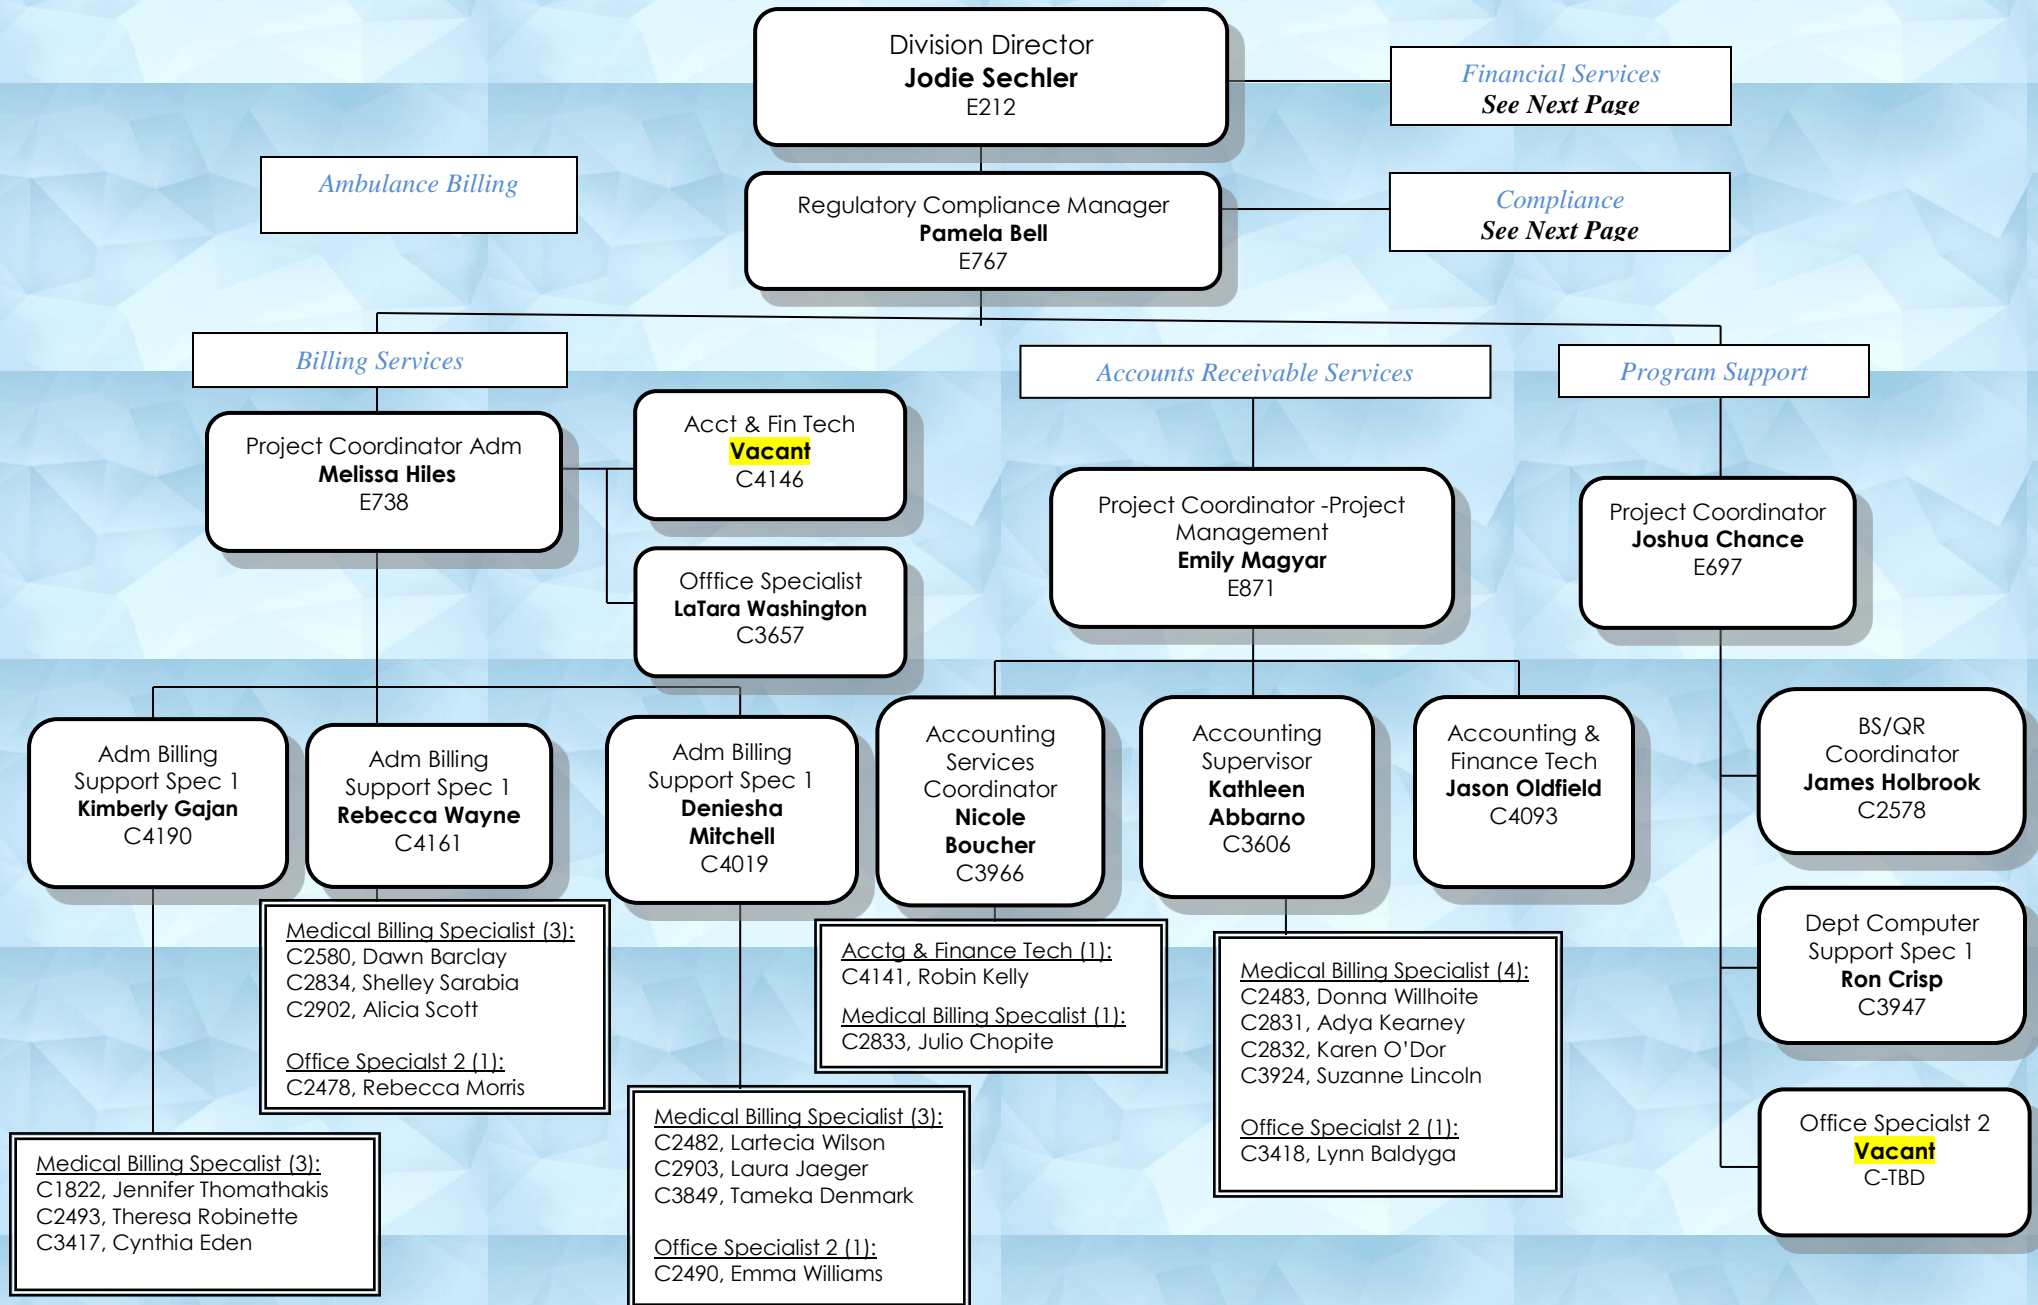 Division Director
Jodie Sechler
E212
Financial Services
See Next Page
Ambulance Billing
Regulatory Compliance Manager
Pamela Bell
E767
Compliance
See Next Page
Billing Services
Accounts Receivable Services
Program Support
Project Coordinator Adm
Melissa Hiles
E738
Acct & Fin Tech
Vacant
C4146
Offfice Specialist
LaTara Washington
C3657
Project Coordinator -Project
Management
Emily Magyar
E871
Project Coordinator
Joshua Chance
E697
Adm Billing
Support Spec 1
Kimberly Gajan
C4190
Adm Billing
Support Spec 1
Rebecca Wayne
C4161
Adm Billing
Support Spec 1
Deniesha
Mitchell
C4019
Accounting
Services
Coordinator
Nicole
Boucher
C3966
Accounting
Supervisor
Kathleen
Abbarno
C3606
Accounting &
Finance Tech
Jason Oldfield
C4093
BS/QR
Coordinator
James Holbrook
C2578
Dept Computer
Support Spec 1
Ron Crisp
C3947
Office Specialst 2
Vacant
C-TBD
Medical Billing Specalist (3):
C1822, Jennifer Thomathakis
C2493, Theresa Robinette
C3417, Cynthia Eden
Medical Billing Specialist (3):
C2580, Dawn Barclay
C2834, Shelley Sarabia
C2902, Alicia Scott
Office Specialst 2 (1):
C2478, Rebecca Morris
Medical Billing Specialist (3):
C2482, Lartecia Wilson
C2903, Laura Jaeger
C3849, Tameka Denmark
Office Specialist 2 (1):
C2490, Emma Williams
Acctg & Finance Tech (1):
C4141, Robin Kelly
Medical Billing Specalist (1):
C2833, Julio Chopite
Medical Billing Specialist (4):
C2483, Donna Willhoite
C2831, Adya Kearney
C2832, Karen O’Dor
C3924, Suzanne Lincoln
Office Specialst 2 (1):
C3418, Lynn Baldyga